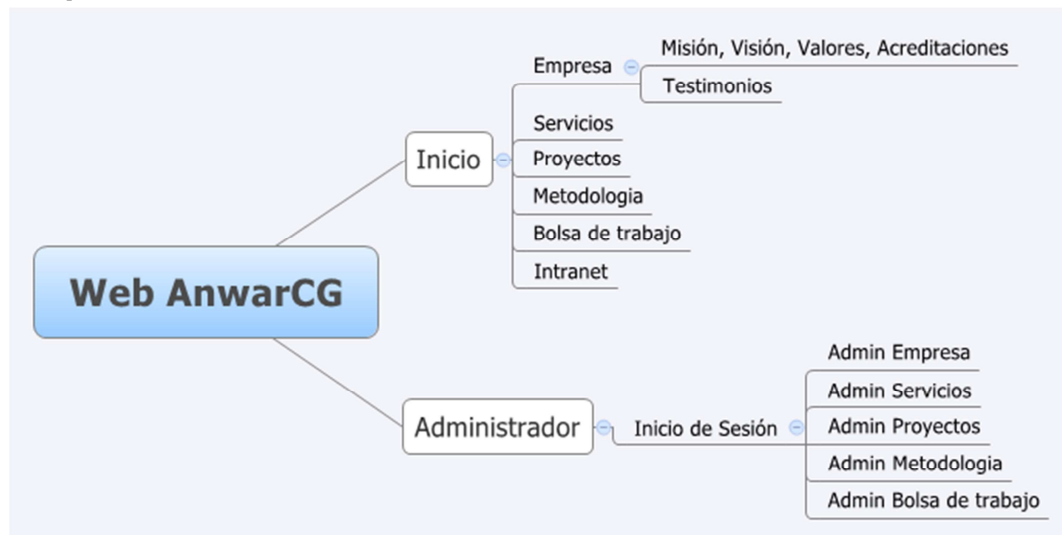 Misión, Visión, Valores, Acreditaciones
Empresa
Testimonios
Servicios
Inicio
Proyectos
Metodologia
Bolsa de trabajo
Intranet
Web AnwarCG
Admin Empresa
Admin Servicios
Administrador
Inicio de Sesión
Admin Proyectos
Admin Metodologia
Admin Bolsa de trabajo